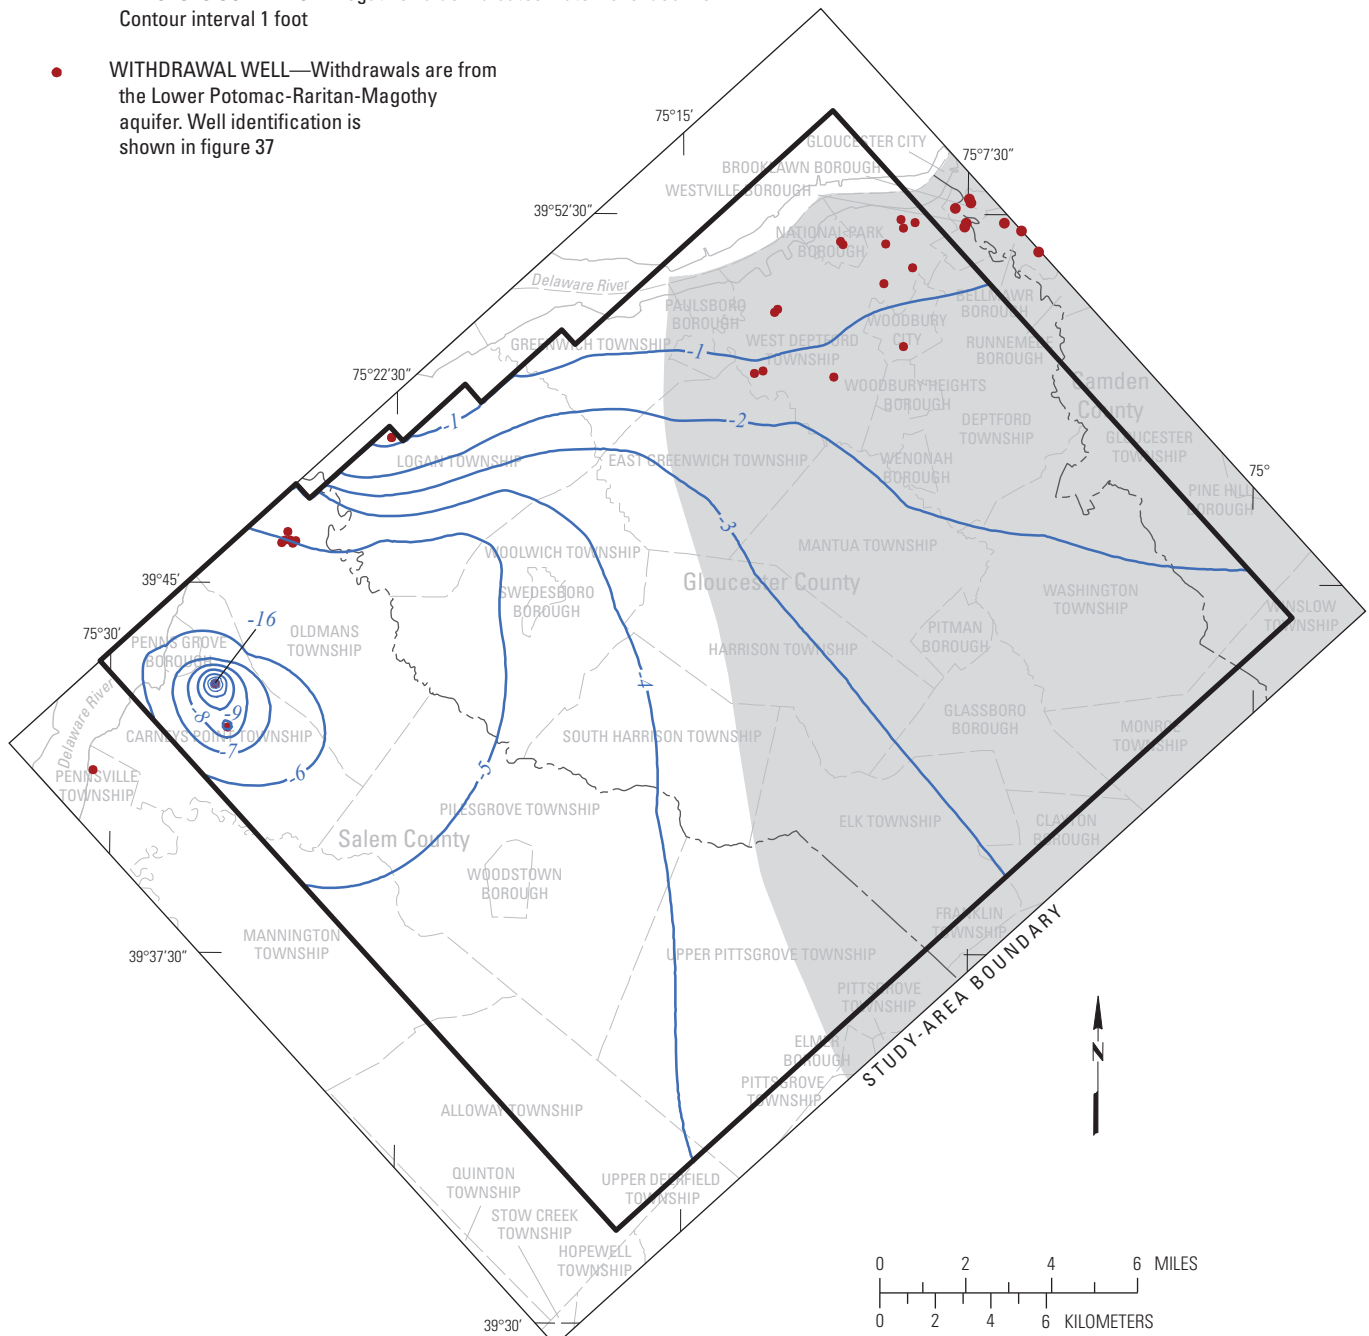 Contour interval 1 foot
WITHDRAWAL WELL—Withdrawals are from
the Lower Potomac-Raritan-Magothy
aquifer. Well identification is
shown in figure 37
75°15'
GLOUCESTER CITY
75°7'30"
BROOKLAWN BOROUGH
WESTVILLE BOROUGH
39°52'30"
NATIONAL PARK
BOROUGH
Delaware River
PAULSBORO
BOROUGH
BELLMAWR
BOROUGH
WOODBURY
CITY
GREENWICH TOWNSHIP
-1
WEST DEPTFORD
TOWNSHIP
RUNNEMEDE
BOROUGH
75°22'30"
WOODBURY HEIGHTS
BOROUGH
Camden
County
-1
-2
DEPTFORD
TOWNSHIP
GLOUCESTER
TOWNSHIP
LOGAN TOWNSHIP
EAST GREENWICH TOWNSHIP
WENONAH
BOROUGH
75°
PINE HILL
BOROUGH
-3
WOOLWICH TOWNSHIP
MANTUA TOWNSHIP
39°45'
Gloucester County
SWEDESBORO
BOROUGH
WASHINGTON
TOWNSHIP
WINSLOW
TOWNSHIP
-16
75°30'
PENNS GROVE
BOROUGH
OLDMANS
TOWNSHIP
PITMAN
BOROUGH
HARRISON TOWNSHIP
-4
Delaware River
-8
-9
GLASSBORO
BOROUGH
MONROE
TOWNSHIP
CARNEYS POINT TOWNSHIP
SOUTH HARRISON TOWNSHIP
-7
-6
-5
PENNSVILLE
TOWNSHIP
PILESGROVE TOWNSHIP
ELK TOWNSHIP
CLAYTON
BOROUGH
Salem County
WOODSTOWN
BOROUGH
FRANKLIN
TOWNSHIP
MANNINGTON
TOWNSHIP
39°37'30"
UPPER PITTSGROVE TOWNSHIP
STUDY-AREA BOUNDARY
PITTSGROVE
TOWNSHIP
ELMER
BOROUGH
N
PITTSGROVE
TOWNSHIP
ALLOWAY TOWNSHIP
QUINTON
TOWNSHIP
UPPER DEERFIELD
TOWNSHIP
STOW CREEK
TOWNSHIP
HOPEWELL
TOWNSHIP
0 2 4 6 MILES
0 2 4 6 KILOMETERS
39°30'